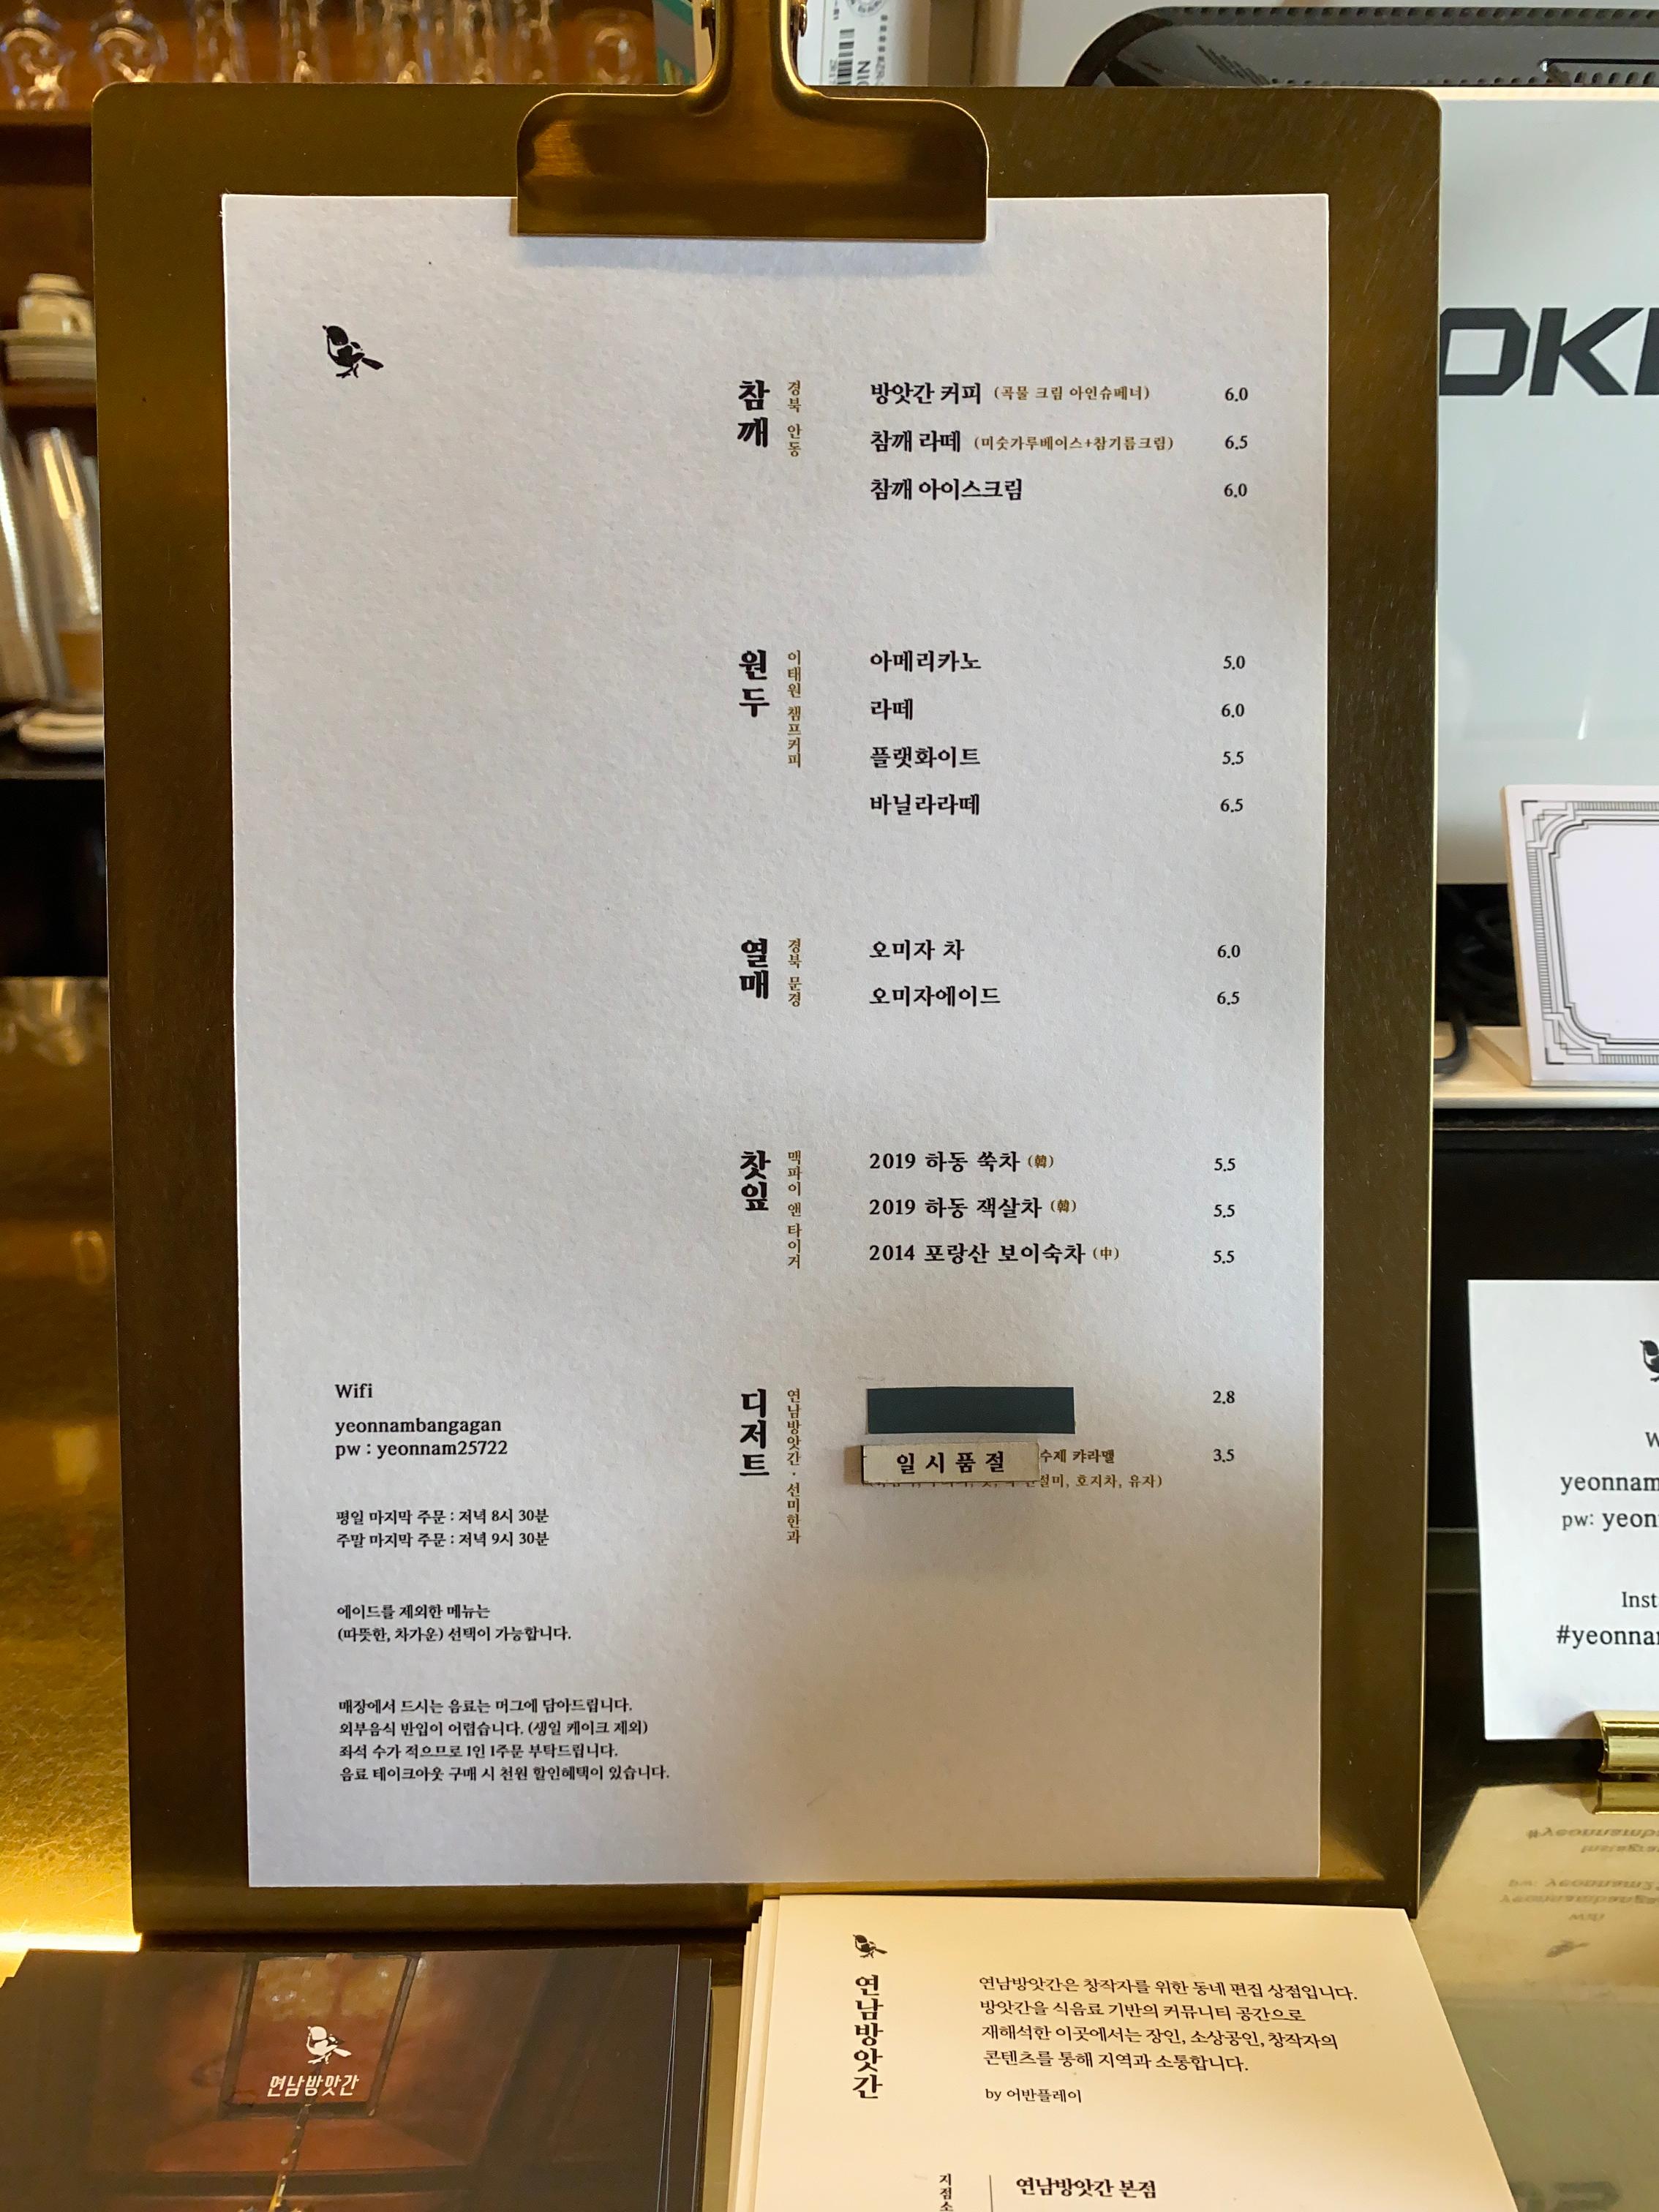 참깨
경북 안동
방앗간 커피 (곡물 크림 아인슈페너) 6.0
참깨 라떼 (미숫가루베이스+참기름크림) 6.5
참깨 아이스크림 6.0
원두
이태원 챔프커피
아메리카노 5.0
라떼 6.0
플랫화이트 5.5
바닐라라떼 6.5
열매
경북 문경
오미자 차 6.0
오미자에이드 6.5
찻잎
맥파이 앤 타이거
2019 하동 쑥차 (韓) 5.5
2019 하동 잭살차 (韓) 5.5
2014 포랑산 보이숙차 (中) 5.5
디저트
연남방앗간 · 선미한과
2.8
일시품절 수제 캬라멜 3.5
설미, 호지차, 유자)
Wifi
yeonnambangagan
pw : yeonnam25722
평일 마지막 주문 : 저녁 8시 30분
주말 마지막 주문 : 저녁 9시 30분
에이드를 제외한 메뉴는
(따뜻한, 차가운) 선택이 가능합니다.
매장에서 드시는 음료는 머그에 담아드립니다.
외부음식 반입이 어렵습니다. (생일 케이크 제외)
좌석 수가 적으므로 1인 1주문 부탁드립니다.
음료 테이크아웃 구매 시 천원 할인혜택이 있습니다.
OK
yeonnam
pw: yeon
Inst
#yeonna
연남방앗간
연남방앗간
연남방앗간은 창작자를 위한 동네 편집 상점입니다.
방앗간을 식음료 기반의 커뮤니티 공간으로
재해석한 이곳에서는 장인, 소상공인, 창작자의
콘텐츠를 통해 지역과 소통합니다.
by 어반플레이
지점소
연남방앗간 본점